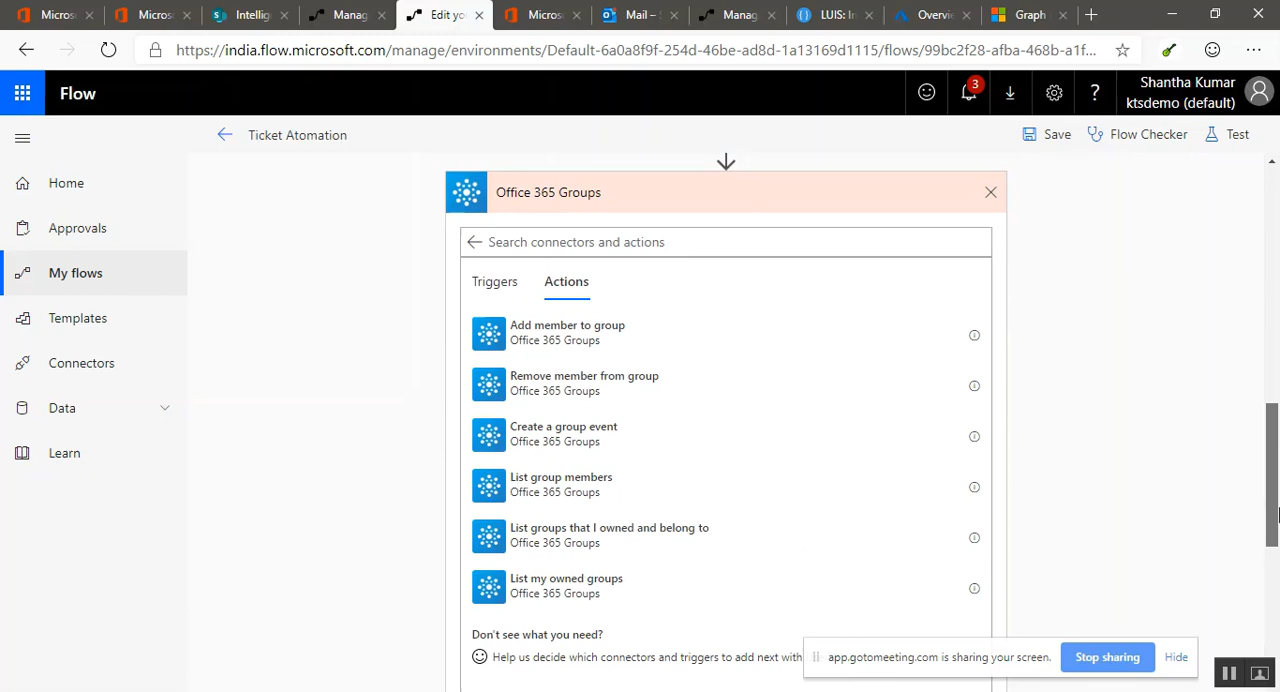 Micros
Micros
Intellig
Manag
Edit yo
Micros
Mail – S
Manag
LUIS: In
Overvi
Graph
https://india.flow.microsoft.com/manage/environments/Default-6a0a8f9f-254d-46be-ad8d-1a13169d1115/flows/99bc2f28-afba-468b-a1f...
Flow
3
?
Shantha Kumar
ktsdemo (default)
Ticket Atomation
Save
Flow Checker
Test
Home
Approvals
My flows
Templates
Connectors
Data
Learn
Office 365 Groups
Search connectors and actions
Triggers
Actions
Add member to group
Office 365 Groups
Remove member from group
Office 365 Groups
Create a group event
Office 365 Groups
List group members
Office 365 Groups
List groups that I owned and belong to
Office 365 Groups
List my owned groups
Office 365 Groups
Don't see what you need?
Help us decide which connectors and triggers to add next with
app.gotomeeting.com is sharing your screen.
Stop sharing
Hide